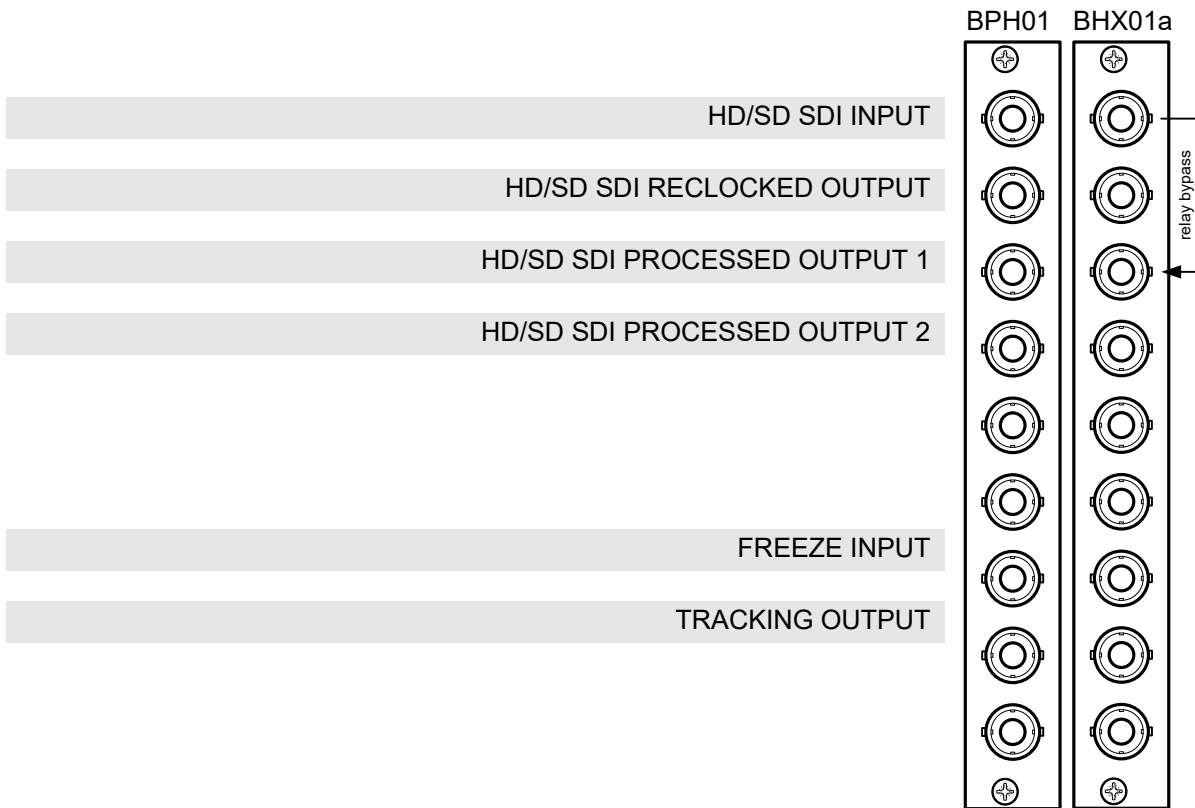 BPH01 BHX01a
HD/SD SDI INPUT
HD/SD SDI RECLOCKED OUTPUT
relay bypass
HD/SD SDI PROCESSED OUTPUT 1
HD/SD SDI PROCESSED OUTPUT 2
FREEZE INPUT
TRACKING OUTPUT